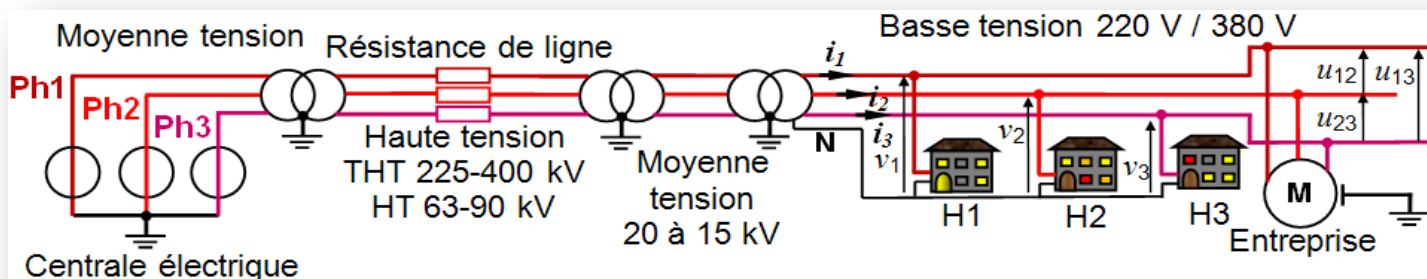 Moyenne tension
Résistance de ligne
Basse tension 220 V / 380 V
Ph1
Ph2
Ph3
i1
i2
i3
N
v1
v2
v3
u12
u13
u23
Haute tension
THT 225-400 kV
HT 63-90 kV
Moyenne
tension
20 à 15 kV
H1
H2
H3
M
Entreprise
Centrale électrique